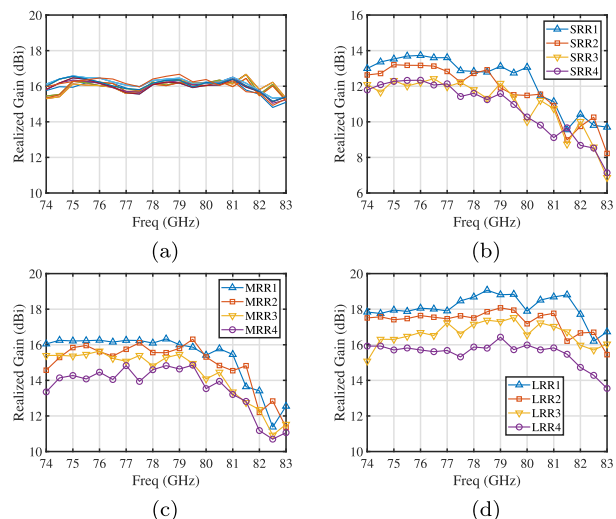 20
18
16
14
12
10
Realized Gain (dBi)
74 75 76 77 78 79 80 81 82 83
Freq (GHz)
(a)
16
14
12
10
8
6
Realized Gain (dBi)
SRR1
SRR2
SRR3
SRR4
74 75 76 77 78 79 80 81 82 83
Freq (GHz)
(b)
20
18
16
14
12
10
Realized Gain (dBi)
MRR1
MRR2
MRR3
MRR4
74 75 76 77 78 79 80 81 82 83
Freq (GHz)
(c)
20
18
16
14
12
10
Realized Gain (dBi)
LRR1
LRR2
LRR3
LRR4
74 75 76 77 78 79 80 81 82 83
Freq (GHz)
(d)